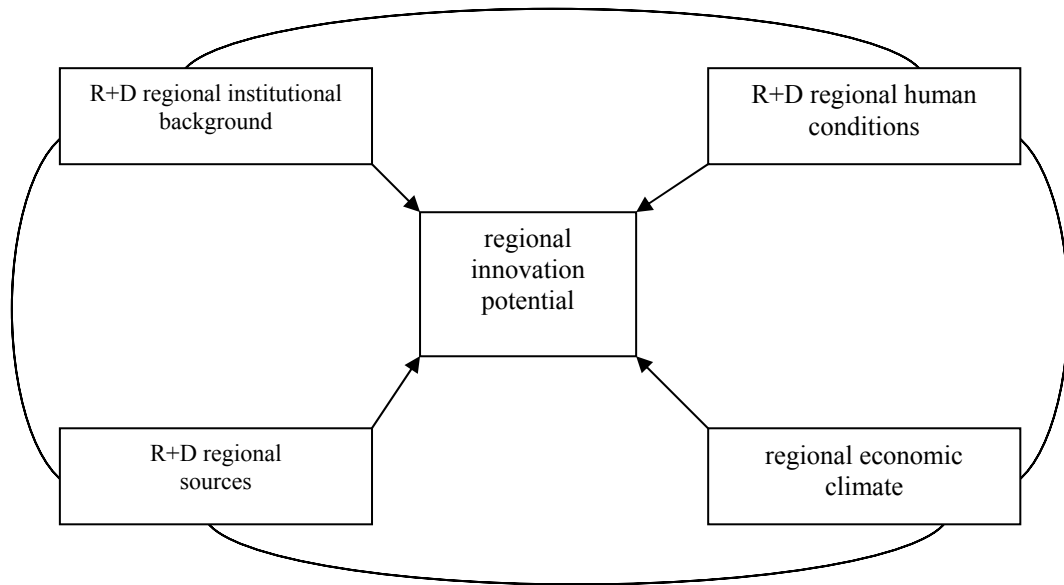 R+D regional institutional
background
R+D regional human
conditions
regional
innovation
potential
R+D regional
sources
regional economic
climate